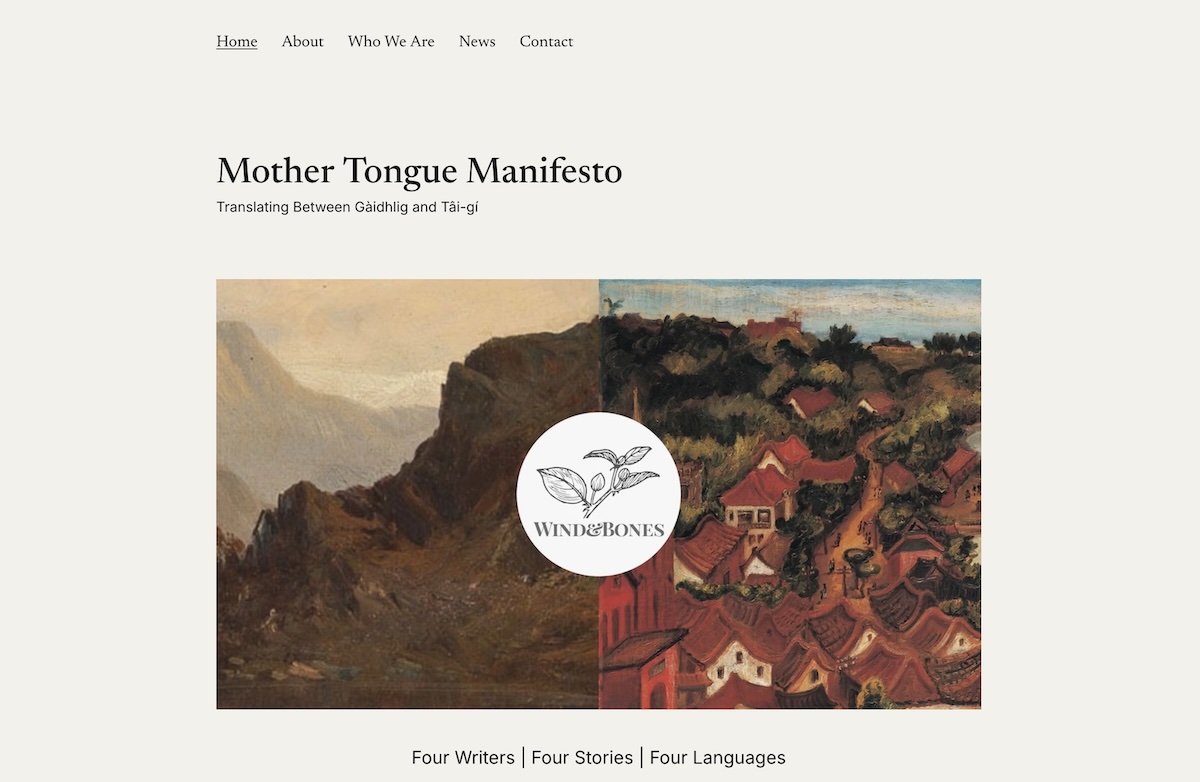 Home About Who We Are News Contact
Mother Tongue Manifesto
Translating Between Gàidhlig and Tâi-gí
WIND&BONES
Four Writers | Four Stories | Four Languages